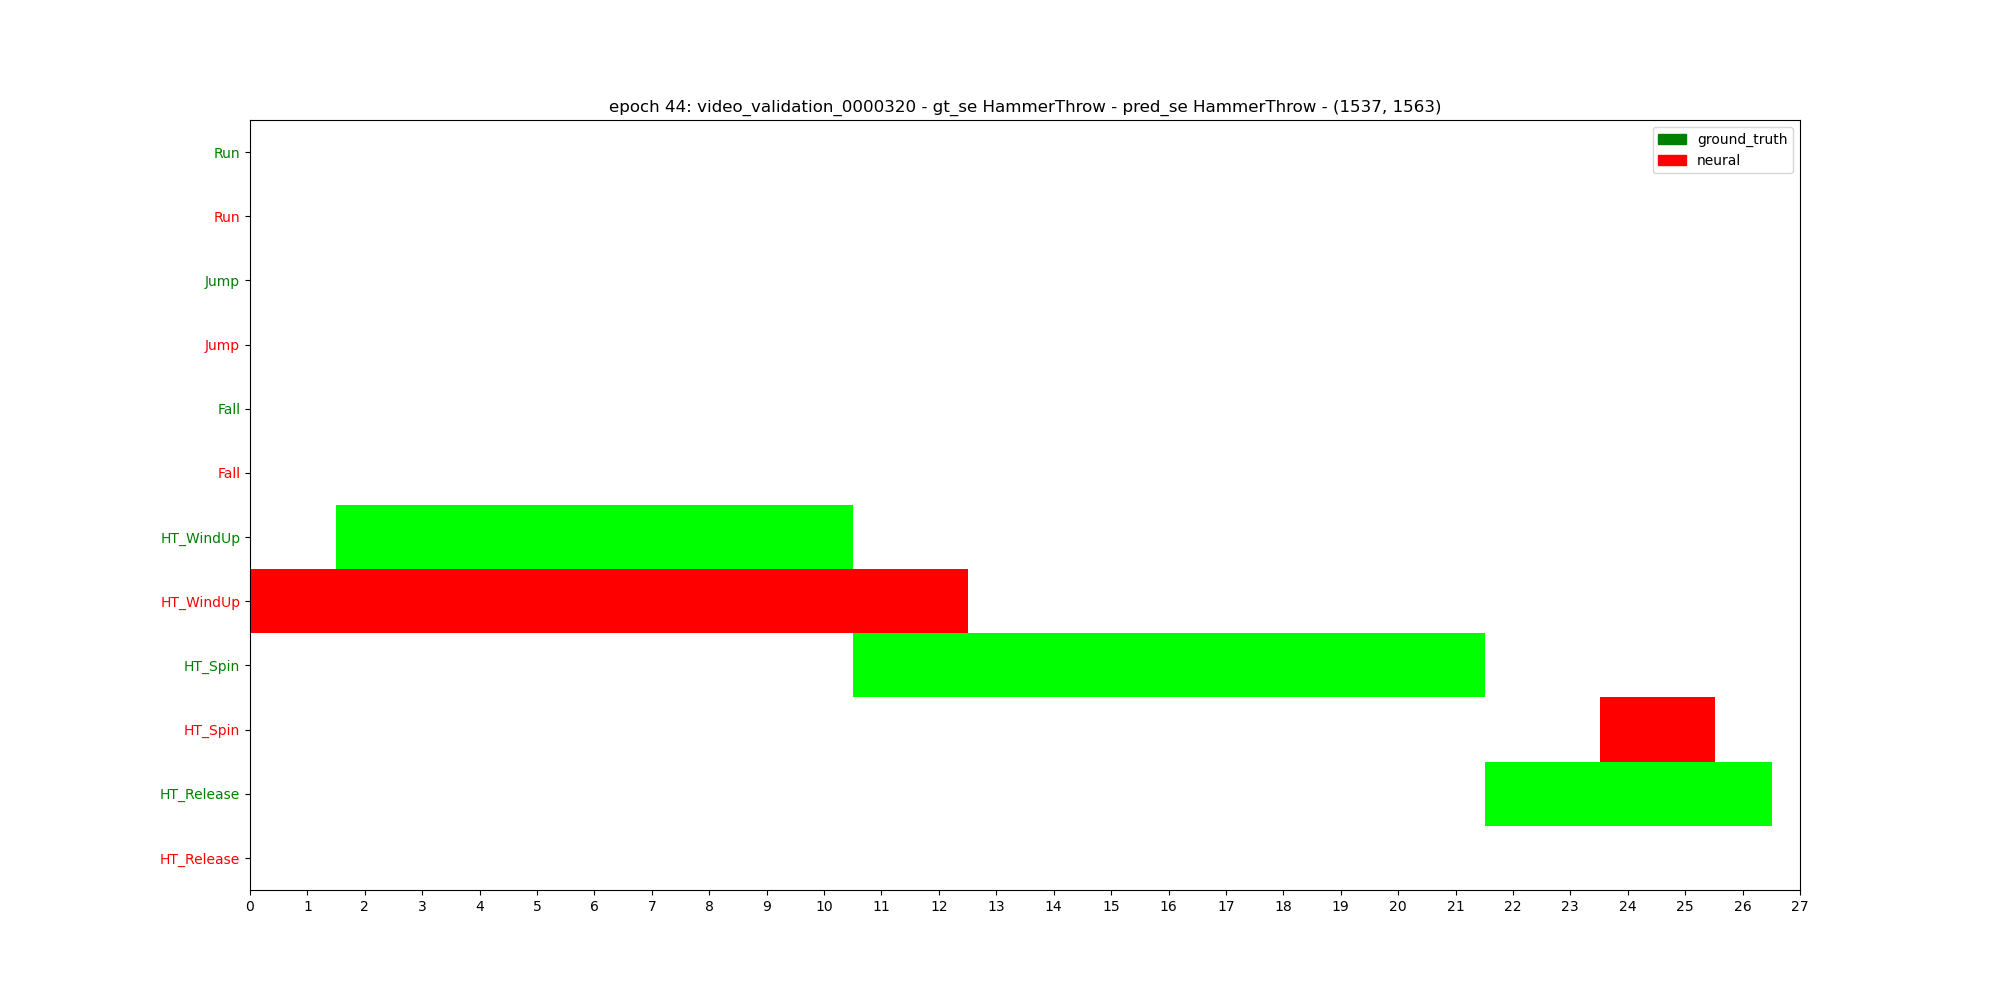 epoch 44: video_validation_0000320 - gt_se HammerThrow - pred_se HammerThrow - (1537, 1563)
ground_truth
neural
Run
Run
Jump
Jump
Fall
Fall
HT_WindUp
HT_WindUp
HT_Spin
HT_Spin
HT_Release
HT_Release
0 1 2 3 4 5 6 7 8 9 10 11 12 13 14 15 16 17 18 19 20 21 22 23 24 25 26 27